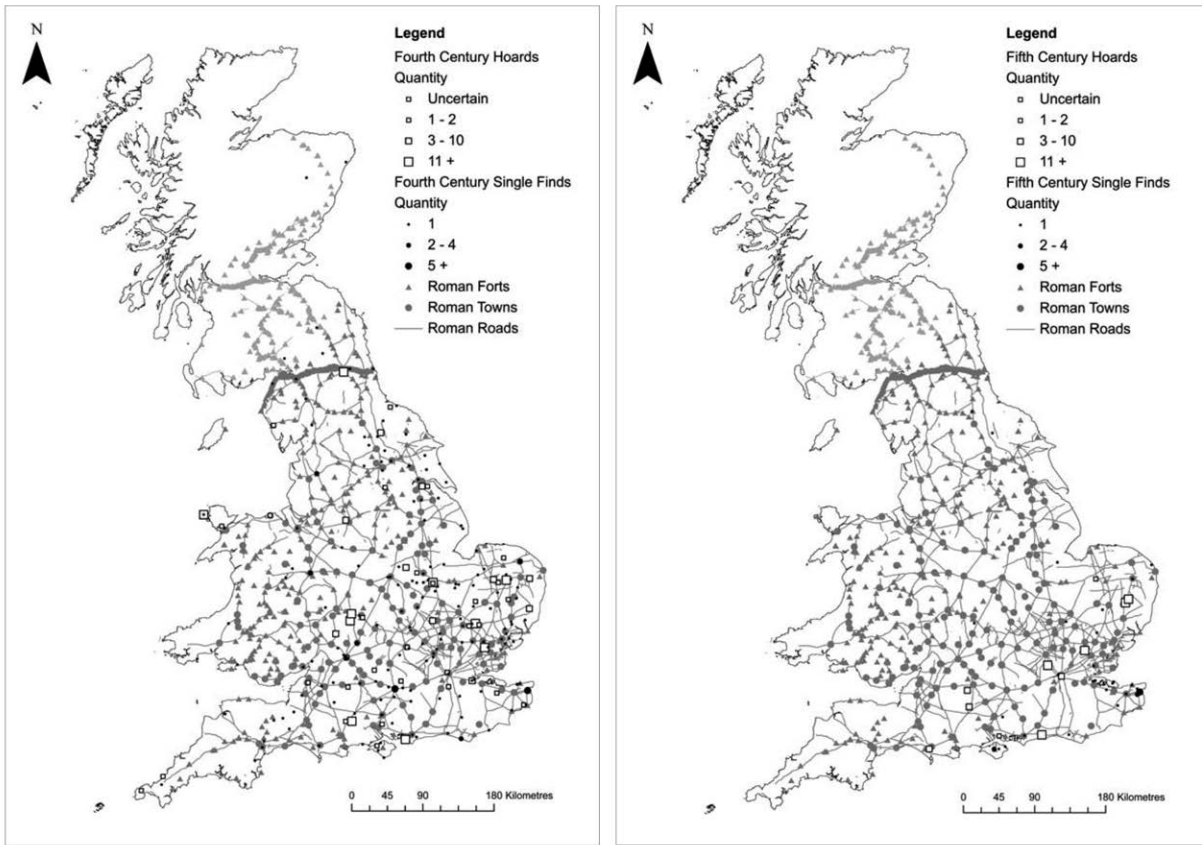 N
Legend
Fourth Century Hoards
Quantity
Uncertain
1 - 2
3 - 10
11 +
Fourth Century Single Finds
Quantity
1
2 - 4
5 +
Roman Forts
Roman Towns
Roman Roads
0 45 90 180 Kilometres
N
Legend
Fifth Century Hoards
Quantity
Uncertain
1 - 2
3 - 10
11 +
Fifth Century Single Finds
Quantity
1
2 - 4
5 +
Roman Forts
Roman Towns
Roman Roads
0 45 90 180 Kilometres